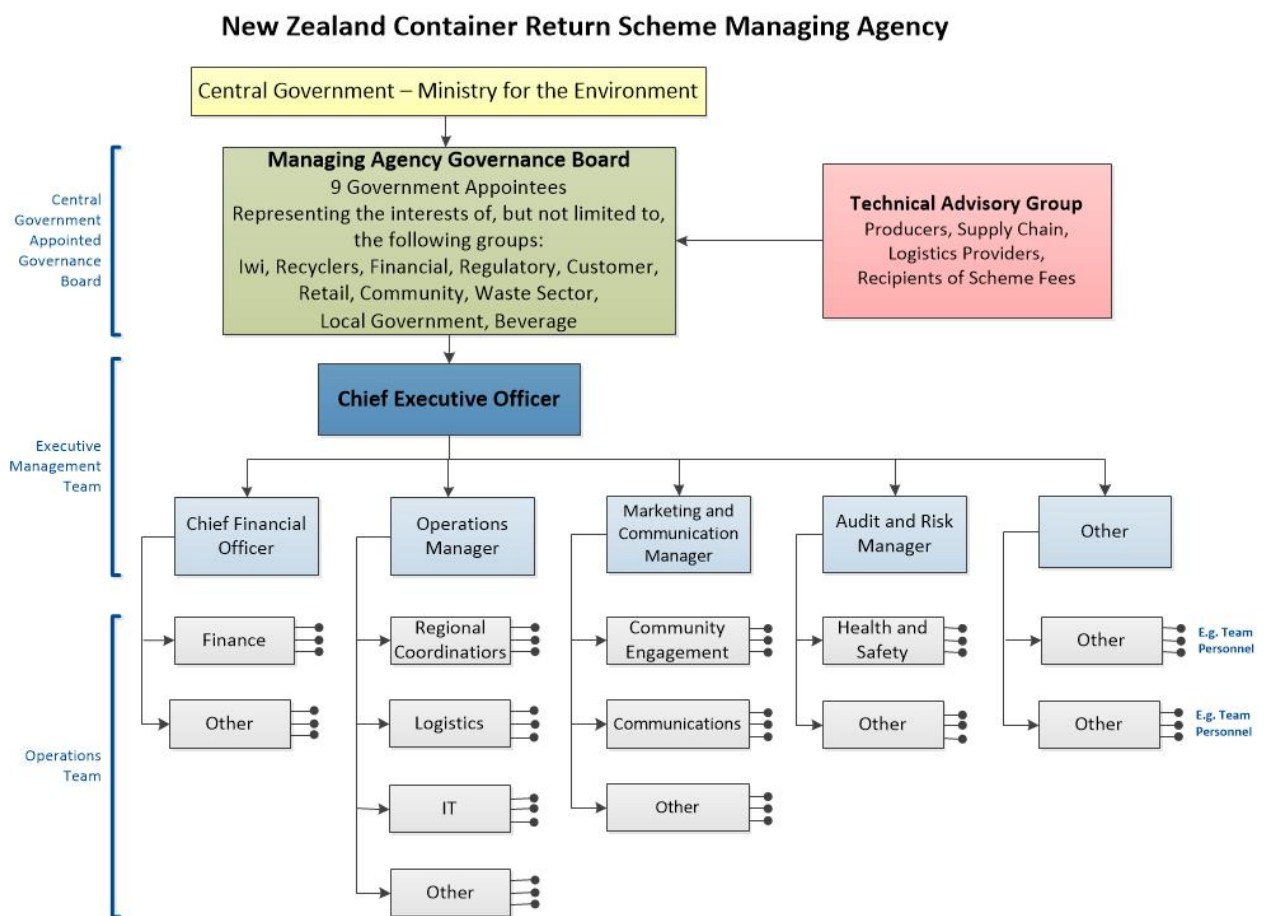 New Zealand Container Return Scheme Managing Agency
Central Government – Ministry for the Environment
Central
Government
Appointed
Governance
Board
Managing Agency Governance Board
9 Government Appointees
Representing the interests of, but not limited to,
the following groups:
Iwi, Recyclers, Financial, Regulatory, Customer,
Retail, Community, Waste Sector,
Local Government, Beverage
Technical Advisory Group
Producers, Supply Chain,
Logistics Providers,
Recipients of Scheme Fees
Executive
Management
Team
Chief Executive Officer
Chief Financial
Officer
Operations
Manager
Marketing and
Communication
Manager
Audit and Risk
Manager
Other
Operations
Team
Finance
Other
Regional
Coordinatiors
Logistics
IT
Other
Community
Engagement
Communications
Other
Health and
Safety
Other
Other
E.g. Team
Personnel
Other
E.g. Team
Personnel